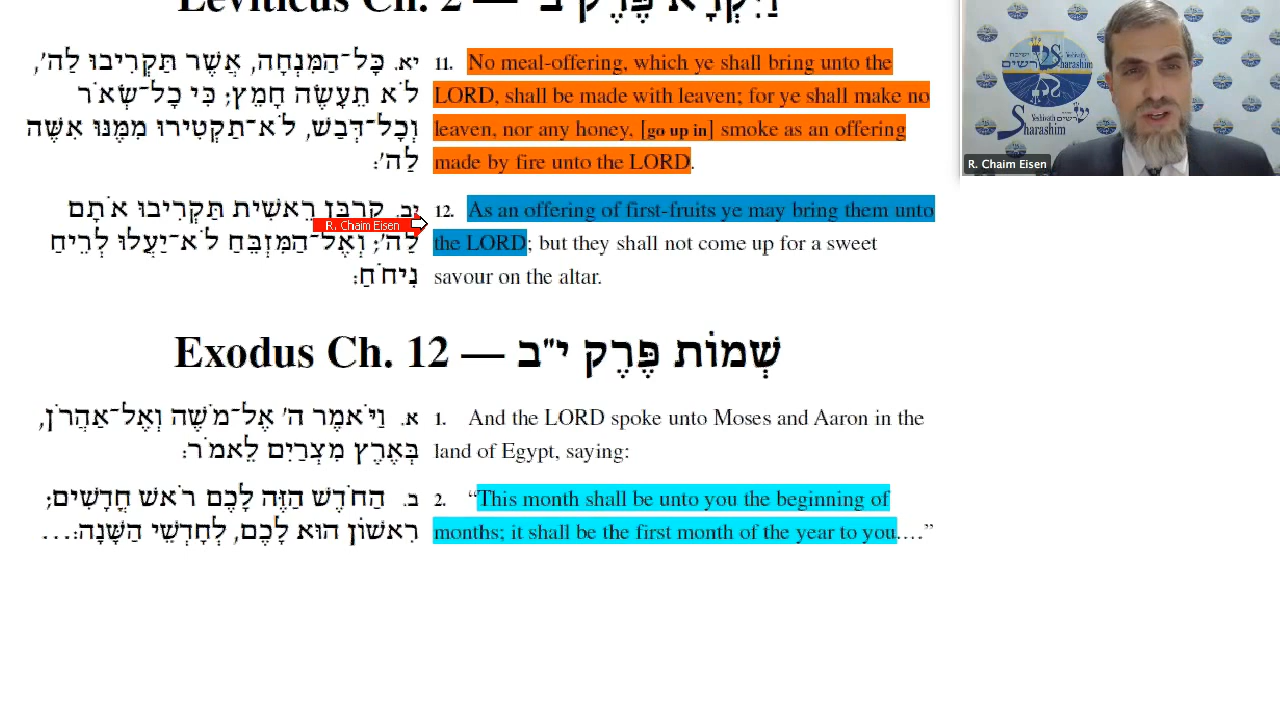 Leviticus Ch. 2 — וַיִּקְרָא פֶּרֶק ב'
יא. כָּל־הַמִּנְחָה, אֲשֶׁר תַּקְרִיבוּ לַה',
לֹא תֵעָשֶׂה חָמֵץ; כִּי כָל־שְׂאֹר
וְכָל־דְּבַשׁ, לֹא־תַקְטִירוּ מִמֶּנּוּ אִשֶּׁה
לַה':
11. No meal-offering, which ye shall bring unto the
LORD, shall be made with leaven; for ye shall make no
leaven, nor any honey, [go up in] smoke as an offering
made by fire unto the LORD.
יב. קָרְבַּן רֵאשִׁית תַּקְרִיבוּ אֹתָם
לַה'; וְאֶל־הַמִּזְבֵּחַ לֹא־יַעֲלוּ לְרֵיחַ
נִיחֹחַ:
R. Chaim Eisen
12. As an offering of first-fruits ye may bring them unto
the LORD; but they shall not come up for a sweet
savour on the altar.
Exodus Ch. 12 — שְׁמוֹת פֶּרֶק י"ב
א. וַיֹּאמֶר ה' אֶל־מֹשֶׁה וְאֶל־אַהֲרֹן,
בְּאֶרֶץ מִצְרַיִם לֵאמֹר:
1. And the LORD spoke unto Moses and Aaron in the
land of Egypt, saying:
ב. הַחֹדֶשׁ הַזֶּה לָכֶם רֹאשׁ חֳדָשִׁים;
רִאשׁוֹן הוּא לָכֶם, לְחָדְשֵׁי הַשָּׁנָה:...
2. “This month shall be unto you the beginning of
months; it shall be the first month of the year to you....”
Yeshivath Sharashim
R. Chaim Eisen